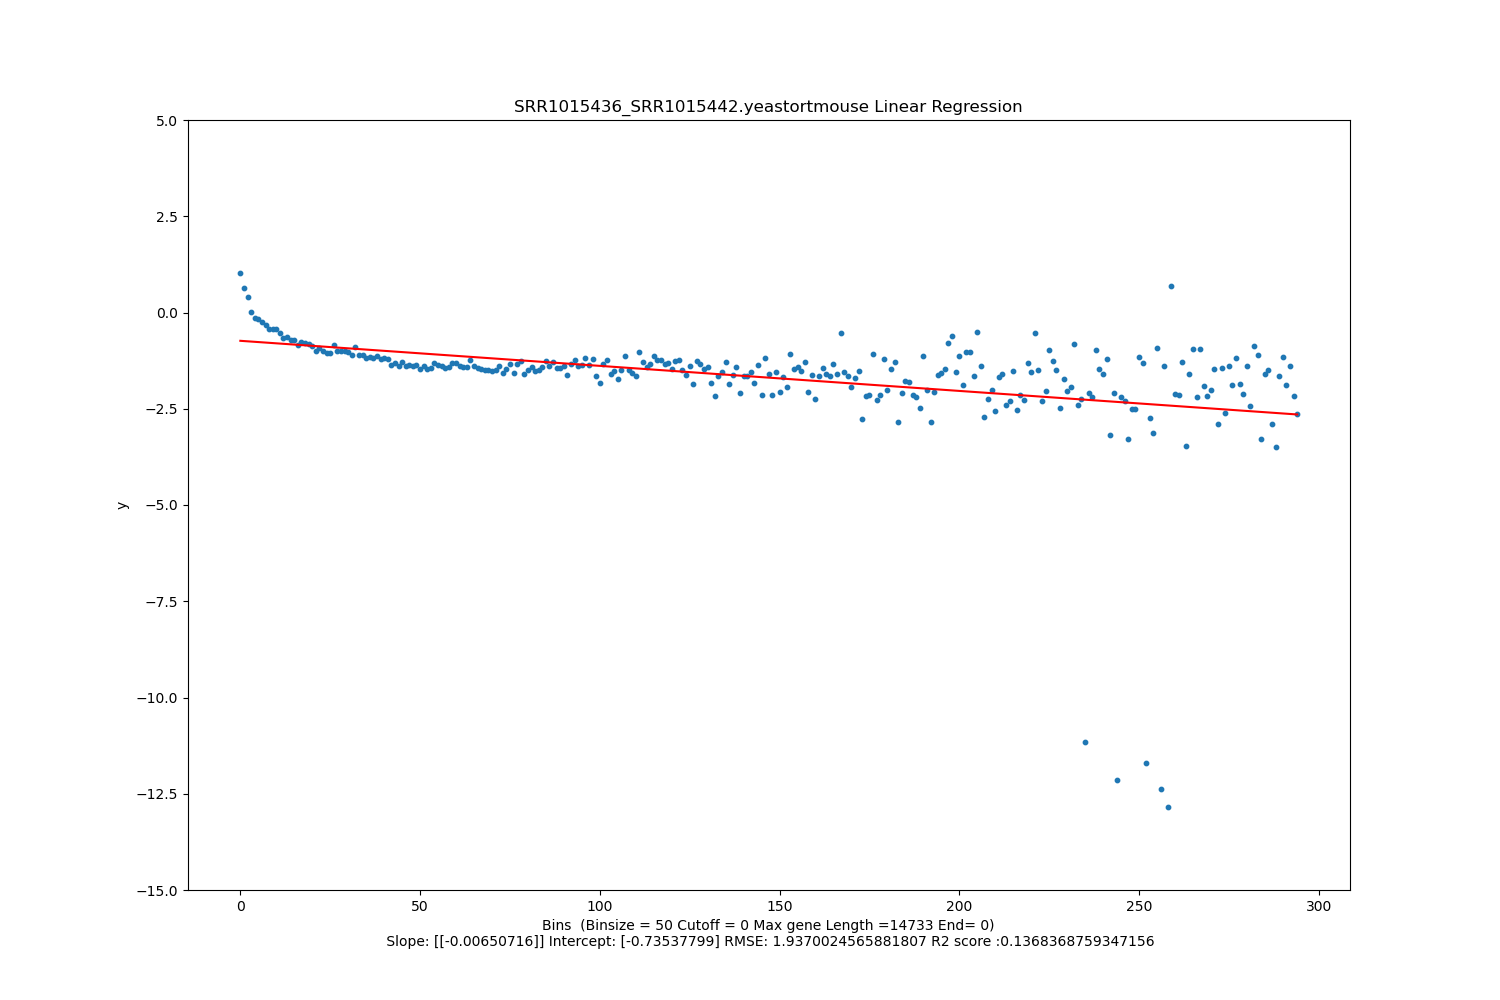 SRR1015436_SRR1015442.yeastortmouse Linear Regression
5.0
2.5
0.0
−2.5
−5.0
−7.5
−10.0
−12.5
−15.0
y
0 50 100 150 200 250 300
Bins  (Binsize = 50 Cutoff = 0 Max gene Length =14733 End= 0)
Slope: [[-0.00650716]] Intercept: [-0.73537799] RMSE: 1.9370024565881807 R2 score :0.1368368759347156